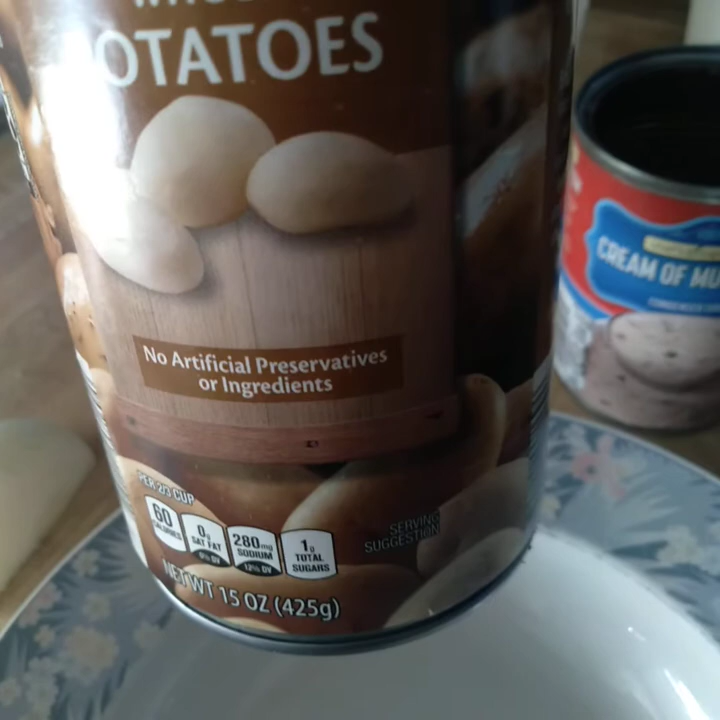 OTATOES
No Artificial Preservatives
or Ingredients
PER 2/3 CUP
60
CALORIES
0g
SAT FAT
0% DV
280mg
SODIUM
12% DV
1g
TOTAL
SUGARS
SERVING
SUGGESTION
NET WT 15 OZ (425g)
CREAM OF MU
CONDENSED